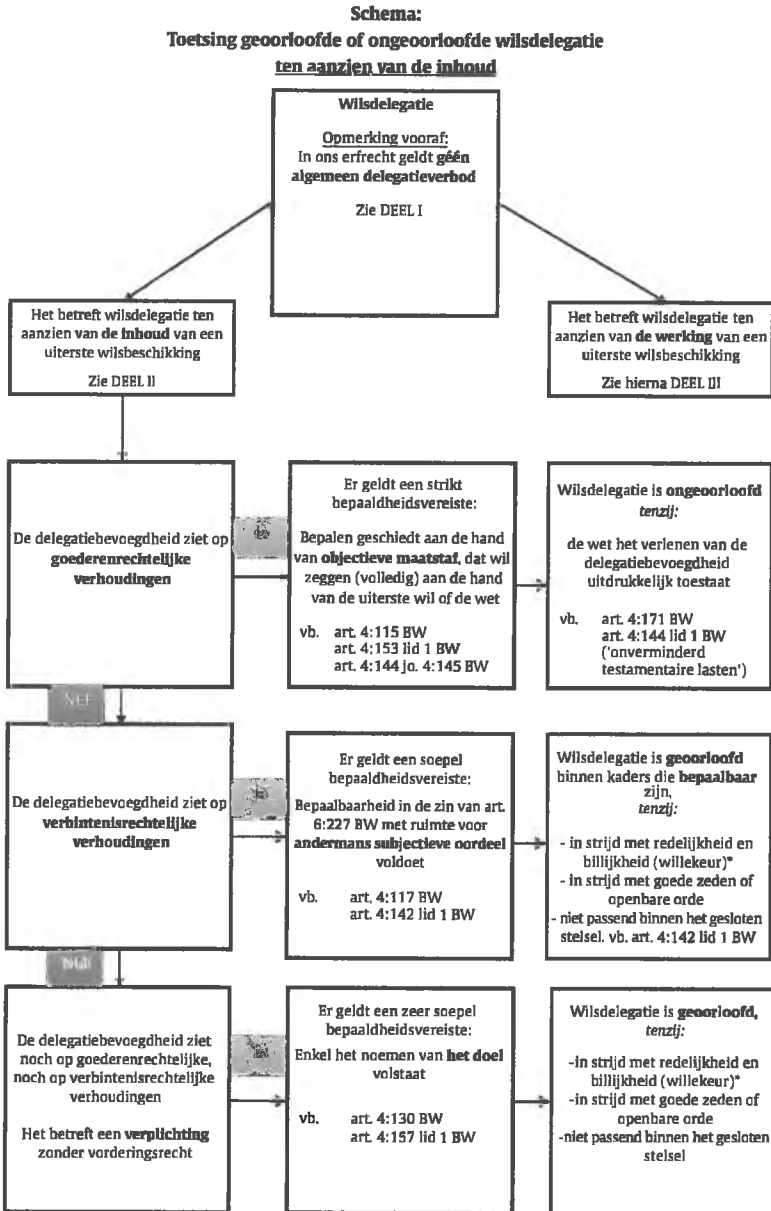 Schema:
Toetsing geoorloofde of ongeoorloofde wilsdelegatie
ten aanzien van de inhoud
Wilsdelegatie
Opmerking vooraf:
In ons erfrecht geldt géén
algemeen delegatieverbod
Zie DEEL I
Het betreft wilsdelegatie ten
aanzien van de inhoud van een
uiterste wilsbeschikking
Zie DEEL II
Het betreft wilsdelegatie ten
aanzien van de werking van een
uiterste wilsbeschikking
Zie hierna DEEL III
De delegatiebevoegdheid ziet op
goederenrechtelijke
verhoudingen
Er geldt een strikt
bepaaldheidsvereiste:
Bepalen geschiedt aan de hand
van objectieve maatstaf, dat wil
zeggen (volledig) aan de hand
van de uiterste wil of de wet
vb. art. 4:115 BW
art. 4:153 lid 1 BW
art. 4:144 jo. 4:145 BW
Wilsdelegatie is ongeoorloofd
tenzij:
de wet het verlenen van de
delegatiebevoegdheid
uitdrukkelijk toestaat
vb. art. 4:171 BW
art. 4:144 lid 1 BW
('onverminderd
testamentaire lasten')
NEE
De delegatiebevoegdheid ziet op
verbintenisrechtelijke
verhoudingen
Er geldt een soepel
bepaaldheidsvereiste:
Bepaalbaarheid in de zin van art.
6:227 BW met ruimte voor
andermans subjectieve oordeel
voldoet
vb. art. 4:117 BW
art. 4:142 lid 1 BW
Wilsdelegatie is geoorloofd
binnen kaders die bepaalbaar
zijn,
tenzij:
- in strijd met redelijkheid en
billijkheid (willekeur)*
- in strijd met goede zeden of
openbare orde
- niet passend binnen het gesloten
stelsel. vb. art. 4:142 lid 1 BW
De delegatiebevoegdheid ziet
noch op goederenrechtelijke,
noch op verbintenisrechtelijke
verhoudingen
Het betreft een verplichting
zonder vorderingsrecht
Er geldt een zeer soepel
bepaaldheidsvereiste:
Enkel het noemen van het doel
volstaat
vb. art. 4:130 BW
art. 4:157 lid 1 BW
Wilsdelegatie is geoorloofd,
tenzij:
-in strijd met redelijkheid en
billijkheid (willekeur)*
-in strijd met goede zeden of
openbare orde
-niet passend binnen het gesloten
stelsel